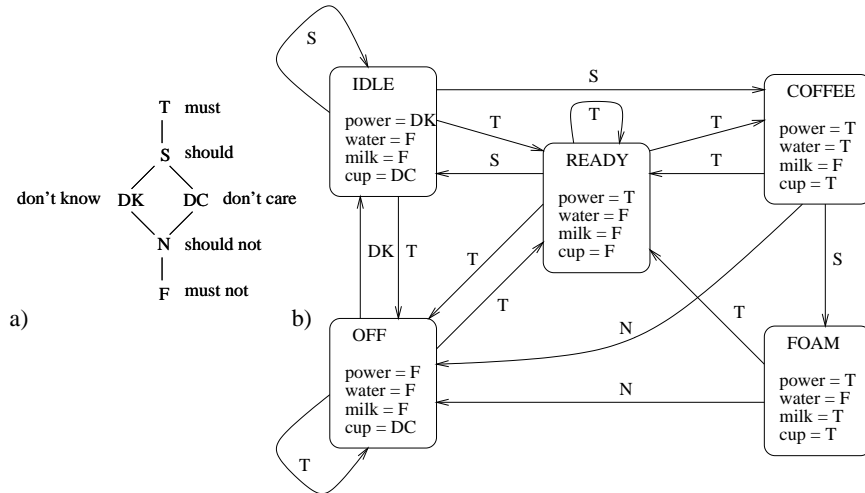 T must
S should
don't know DK DC don't care
N should not
F must not
a)
b)
S
IDLE
power = DK
water = F
milk = F
cup = DC
S
T
S
T
READY
power = T
water = F
milk = F
cup = F
T
T
COFFEE
power = T
water = T
milk = F
cup = T
DK T
T
T
S
N
T
OFF
power = F
water = F
milk = F
cup = DC
T
N
FOAM
power = T
water = F
milk = T
cup = T